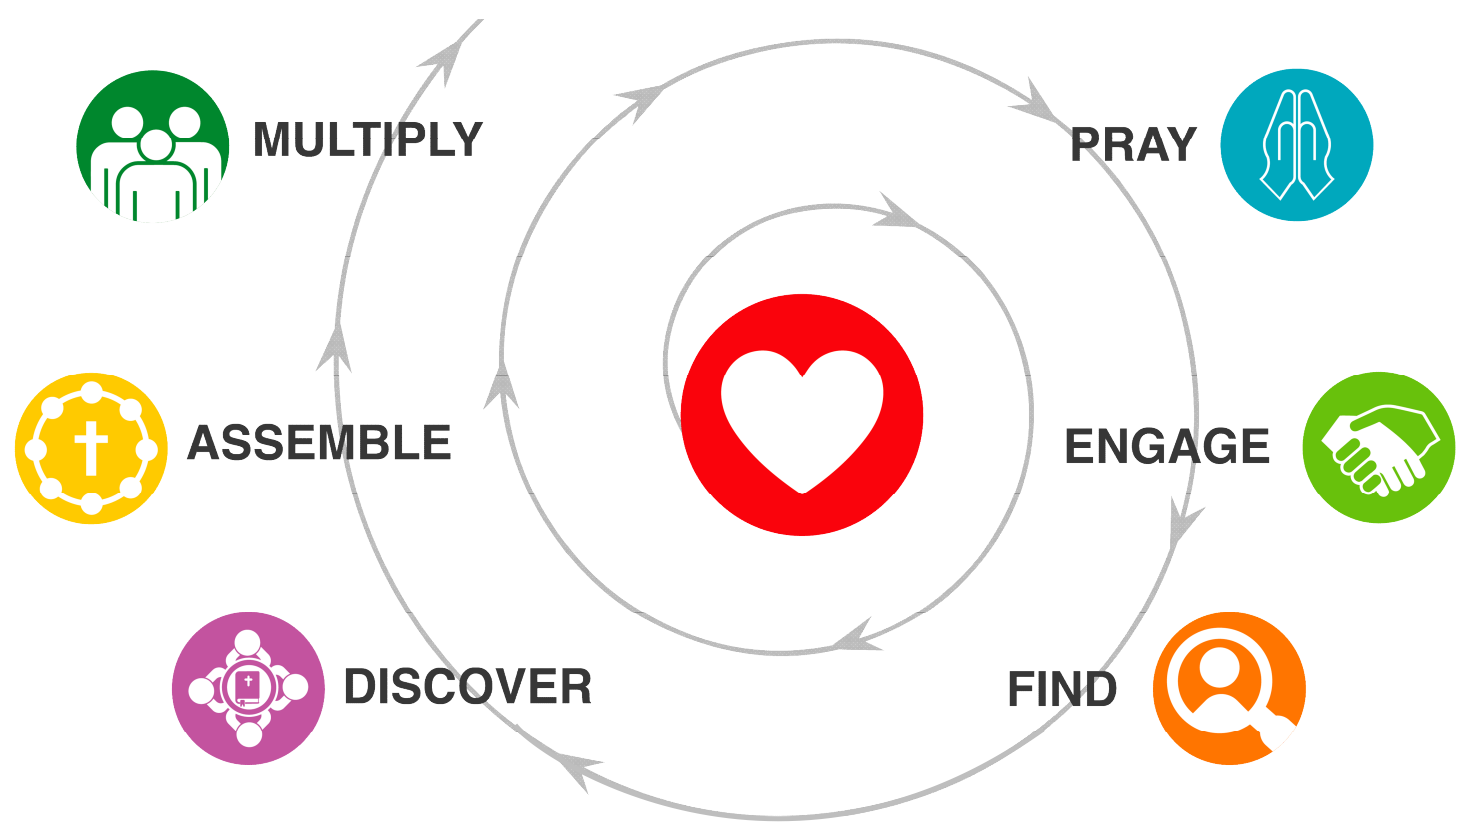 MULTIPLY
PRAY
ASSEMBLE
ENGAGE
DISCOVER
FIND